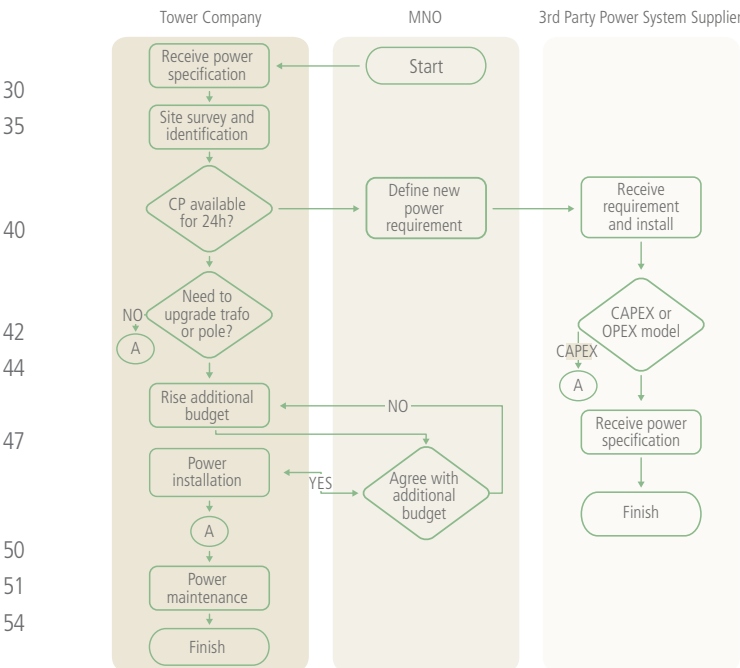 Tower Company
MNO
3rd Party Power System Supplier
30
35
40
42
44
47
50
51
54
Receive power
specification
Start
Site survey and
identification
CP available
for 24h?
Define new
power
requirement
Receive
requirement
and install
Need to
upgrade trafo
or pole?
NO
A
CAPEX or
OPEX model
CAPEX
A
Rise additional
budget
NO
Receive power
specification
Power
installation
YES
Agree with
additional
budget
Finish
A
Power
maintenance
Finish